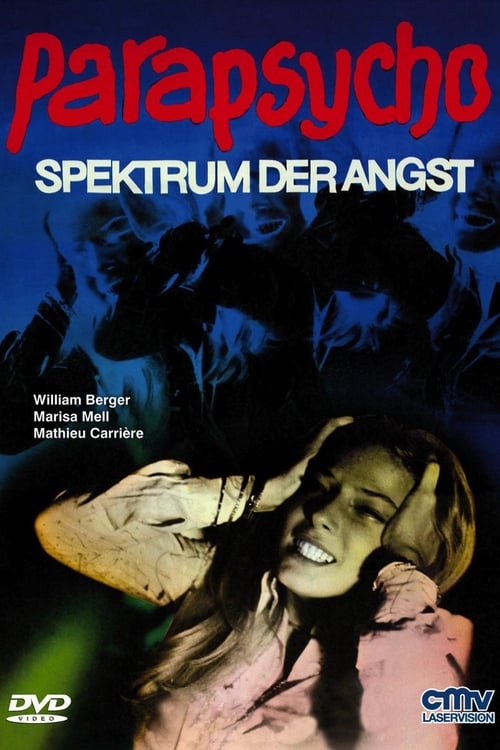 Parapsycho
SPEKTRUM DER ANGST
William Berger
Marisa Mell
Mathieu Carrière
DVD
VIDEO
CMV
LASERVISION